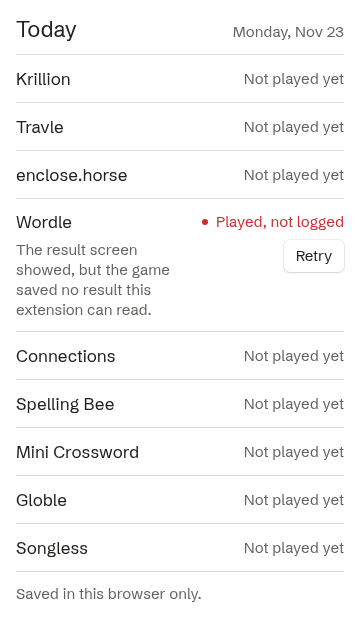 Today
Monday, Nov 23
Krillion
Not played yet
Travle
Not played yet
enclose.horse
Not played yet
Wordle
Played, not logged
The result screen
showed, but the game
saved no result this
extension can read.
Retry
Connections
Not played yet
Spelling Bee
Not played yet
Mini Crossword
Not played yet
Globle
Not played yet
Songless
Not played yet
Saved in this browser only.